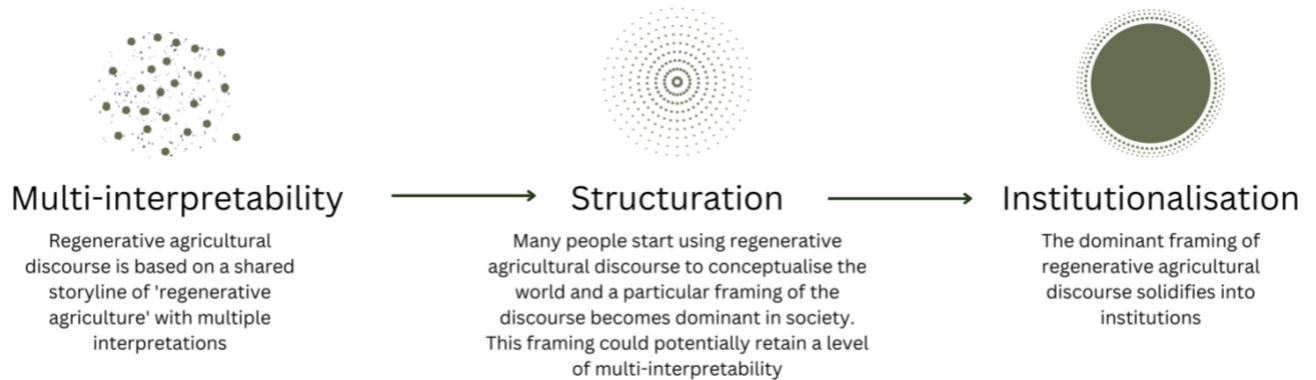 Multi-interpretability
Regenerative agricultural
discourse is based on a shared
storyline of 'regenerative
agriculture' with multiple
interpretations
Structuration
Many people start using regenerative
agricultural discourse to conceptualise the
world and a particular framing of the
discourse becomes dominant in society.
This framing could potentially retain a level
of multi-interpretability
Institutionalisation
The dominant framing of
regenerative agricultural
discourse solidifies into
institutions